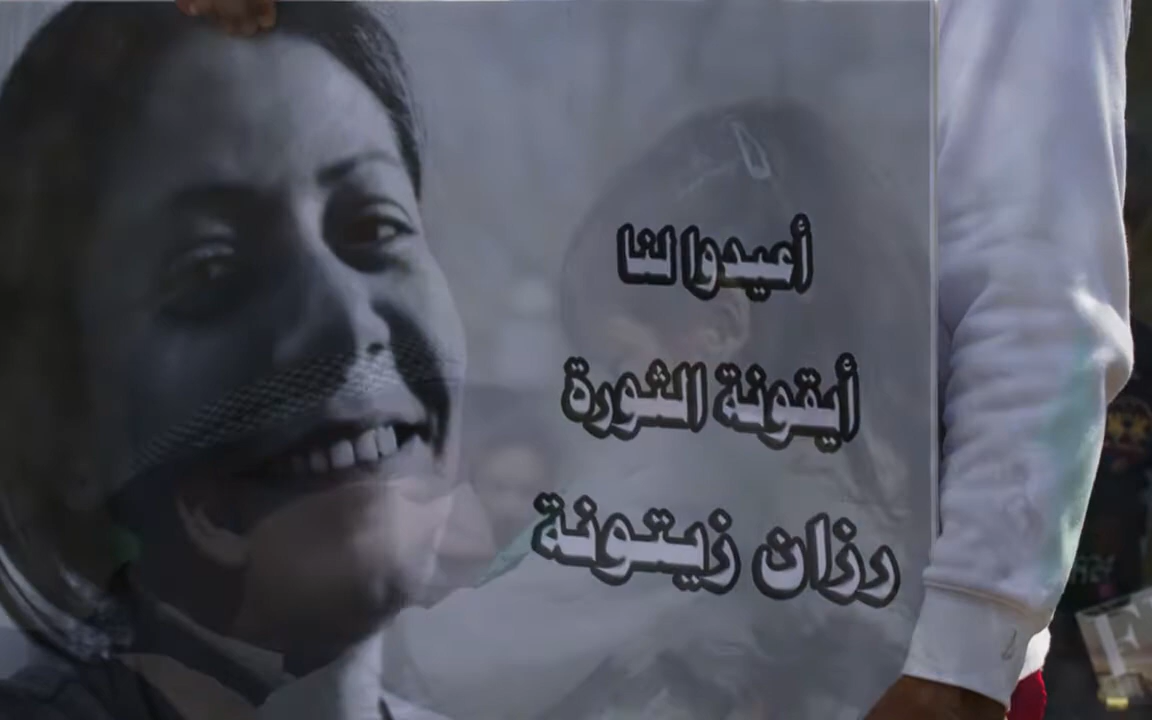 أعيدوا لنا
أيقونة الثورة
رزان زيتونة